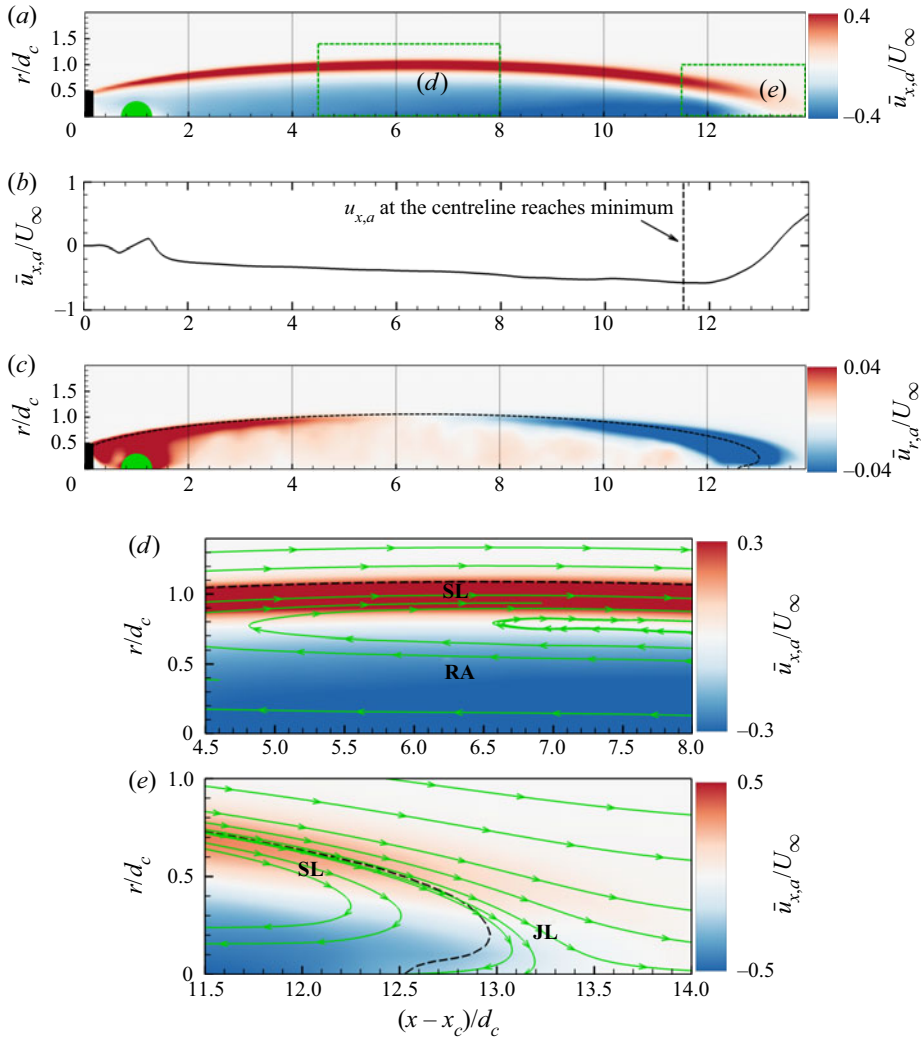 (a)
r/d_c
1.5
1.0
0.5
0 2 4 6 8 10 12
(d)
(e)
0.4
–0.4
ū_{x,a}/U_∞
(b)
ū_{x,a}/U_∞
1
0
–1
u_{x,a} at the centreline reaches minimum
0 2 4 6 8 10 12
(c)
r/d_c
1.5
1.0
0.5
0 2 4 6 8 10 12
0.04
–0.04
ū_{r,a}/U_∞
(d)
r/d_c
1.0
0.5
0
SL
RA
4.5 5.0 5.5 6.0 6.5 7.0 7.5 8.0
0.3
–0.3
ū_{x,a}/U_∞
(e)
r/d_c
1.0
0.5
0
SL
JL
11.5 12.0 12.5 13.0 13.5 14.0
(x – x_c)/d_c
0.5
–0.5
ū_{x,a}/U_∞